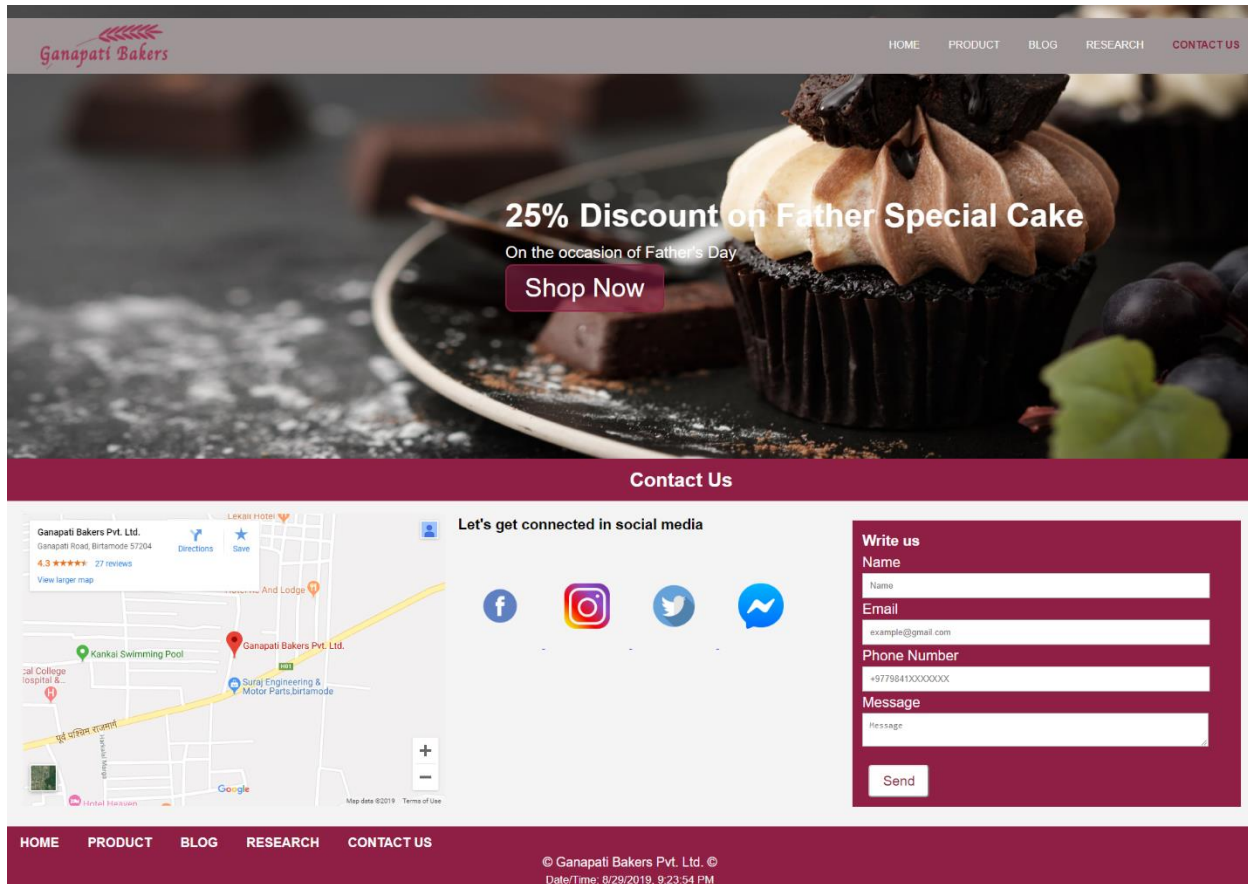 Ganapati Bakers
HOME PRODUCT BLOG RESEARCH CONTACT US
25% Discount on Father Special Cake
On the occasion of Father's Day
Shop Now
Contact Us
Ganapati Bakers Pvt. Ltd.
Ganapati Road, Birtamode 57204
4.3 27 reviews
View larger map
Directions
Save
Lekali Hotel
And Lodge
Kankai Swimming Pool
Ganapati Bakers Pvt. Ltd.
H01
cal College
ospital &...
Suraj Engineering &
Motor Parts,birtamode
पूर्व पश्चिम राजमार्ग
Hotel Heaven
Google
Map data ©2019 Terms of Use
Let's get connected in social media
Write us
Name
Name
Email
example@gmail.com
Phone Number
+9779841XXXXXXX
Message
Message
Send
HOME PRODUCT BLOG RESEARCH CONTACT US
© Ganapati Bakers Pvt. Ltd. ©
Date/Time: 8/29/2019, 9:23:54 PM